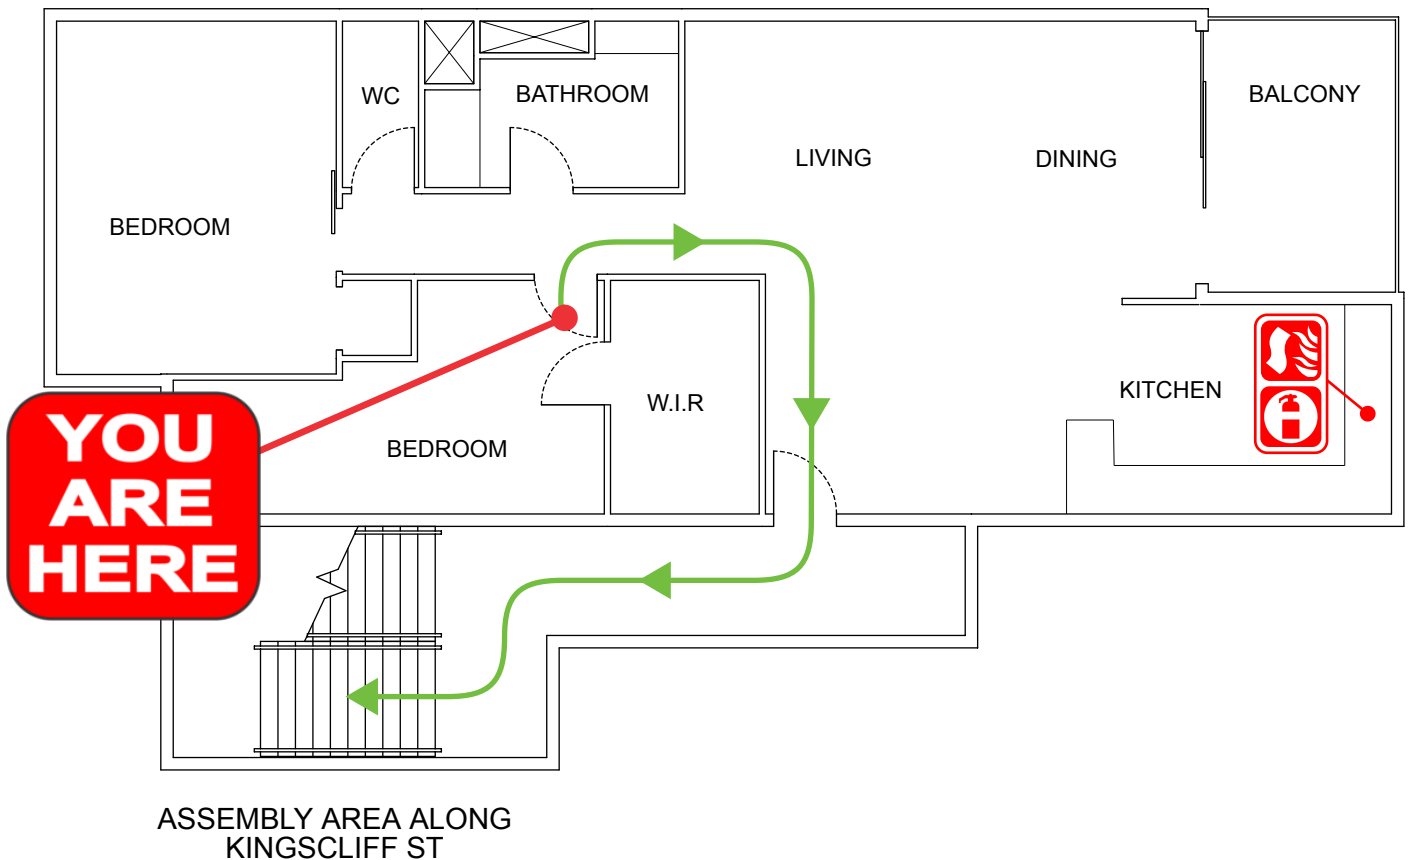 WC
BATHROOM
BALCONY
LIVING
DINING
BEDROOM
KITCHEN
W.I.R
BEDROOM
YOU
ARE
HERE
ASSEMBLY AREA ALONG
KINGSCLIFF ST